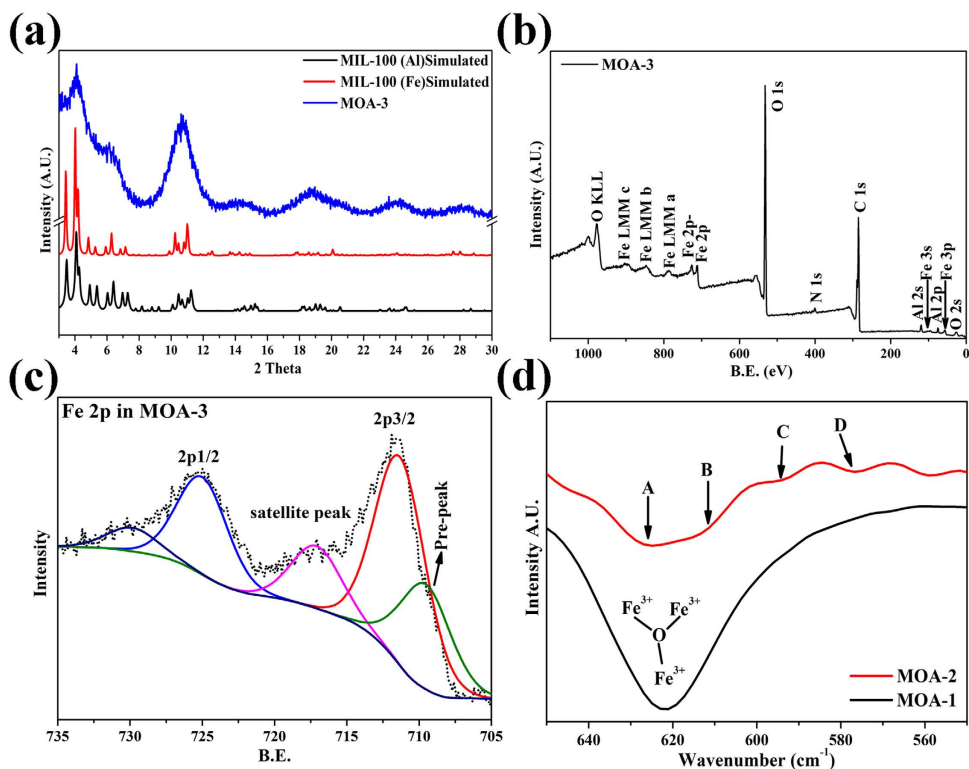 (a)
Intensity (A.U.)
MIL-100 (Al)Simulated
MIL-100 (Fe)Simulated
MOA-3
4 6 8 10 12 14 16 18 20 22 24 26 28 30
2 Theta
(b)
Intensity (A.U.)
MOA-3
O KLL
Fe LMM c
Fe LMM b
Fe LMM a
Fe 2p-
Fe 2p
O 1s
N 1s
C 1s
Al 2s
Fe 3s
Al 2p
Fe 3p
O 2s
1000 800 600 400 200 0
B.E. (eV)
(c)
Intensity
Fe 2p in MOA-3
2p1/2
satellite peak
2p3/2
Pre-peak
735 730 725 720 715 710 705
B.E.
(d)
Intensity A.U.
A
B
C
D
Fe³⁺ Fe³⁺
O
Fe³⁺
MOA-2
MOA-1
640 620 600 580 560
Wavenumber (cm⁻¹)